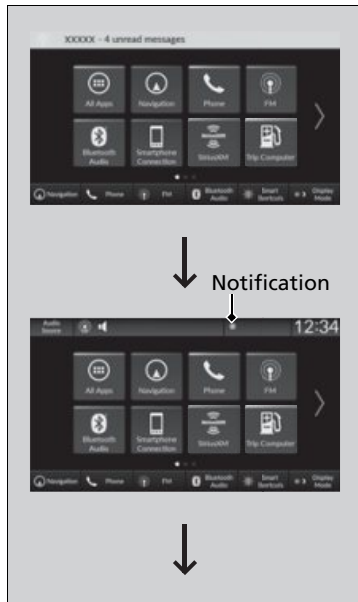 XXXXX – 4 unread messages
All Apps
Navigation
Phone
FM
Bluetooth Audio
Smartphone Connection
SiriusXM
Trip Computer
Navigation
Phone
FM
Bluetooth Audio
Smart Shortcuts
Display Mode
Notification
Audio Source
12:34
All Apps
Navigation
Phone
FM
Bluetooth Audio
Smartphone Connection
SiriusXM
Trip Computer
Navigation
Phone
FM
Bluetooth Audio
Smart Shortcuts
Display Mode